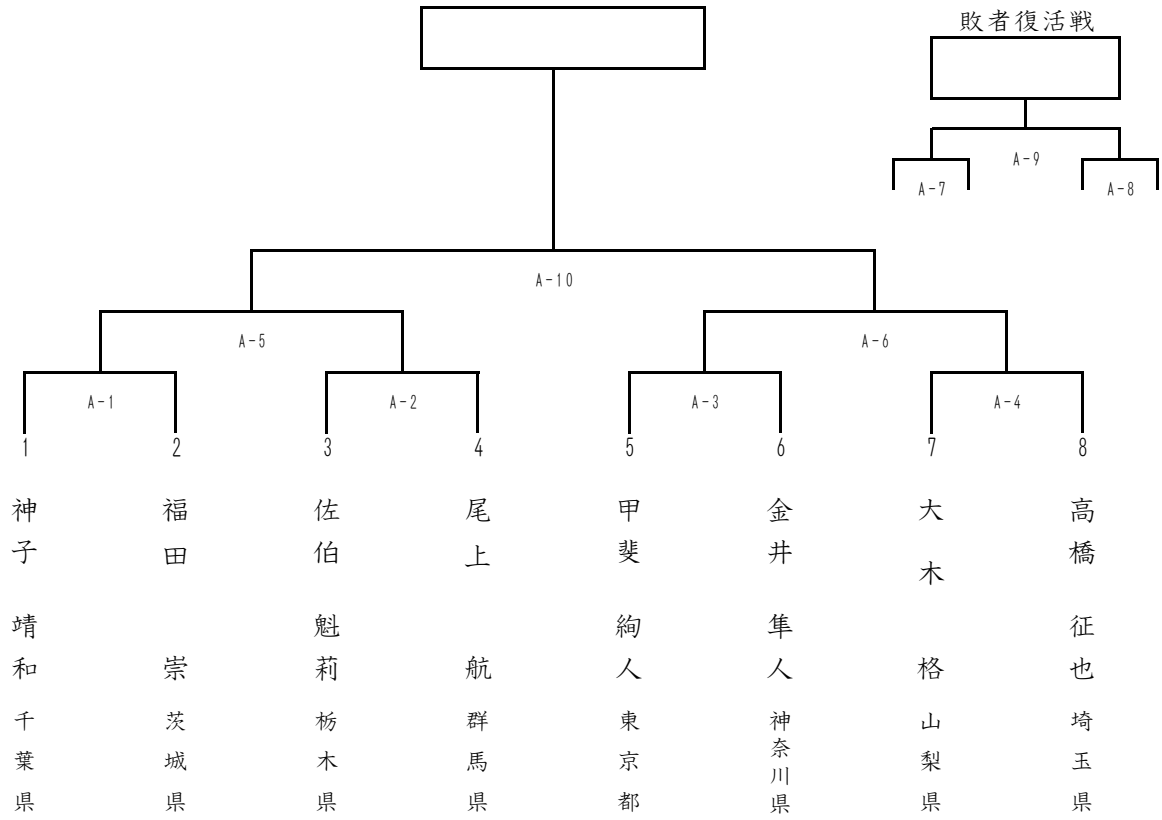 敗者復活戦
A-9
A-7
A-8
A-10
A-5
A-6
A-1
A-2
A-3
A-4
1
2
3
4
5
6
7
8
神子 靖和
福田 崇
佐伯 魁莉
尾上 航
甲斐 絢人
金井 隼人
大木 格
高橋 征也
千葉県
茨城県
栃木県
群馬県
東京都
神奈川県
山梨県
埼玉県